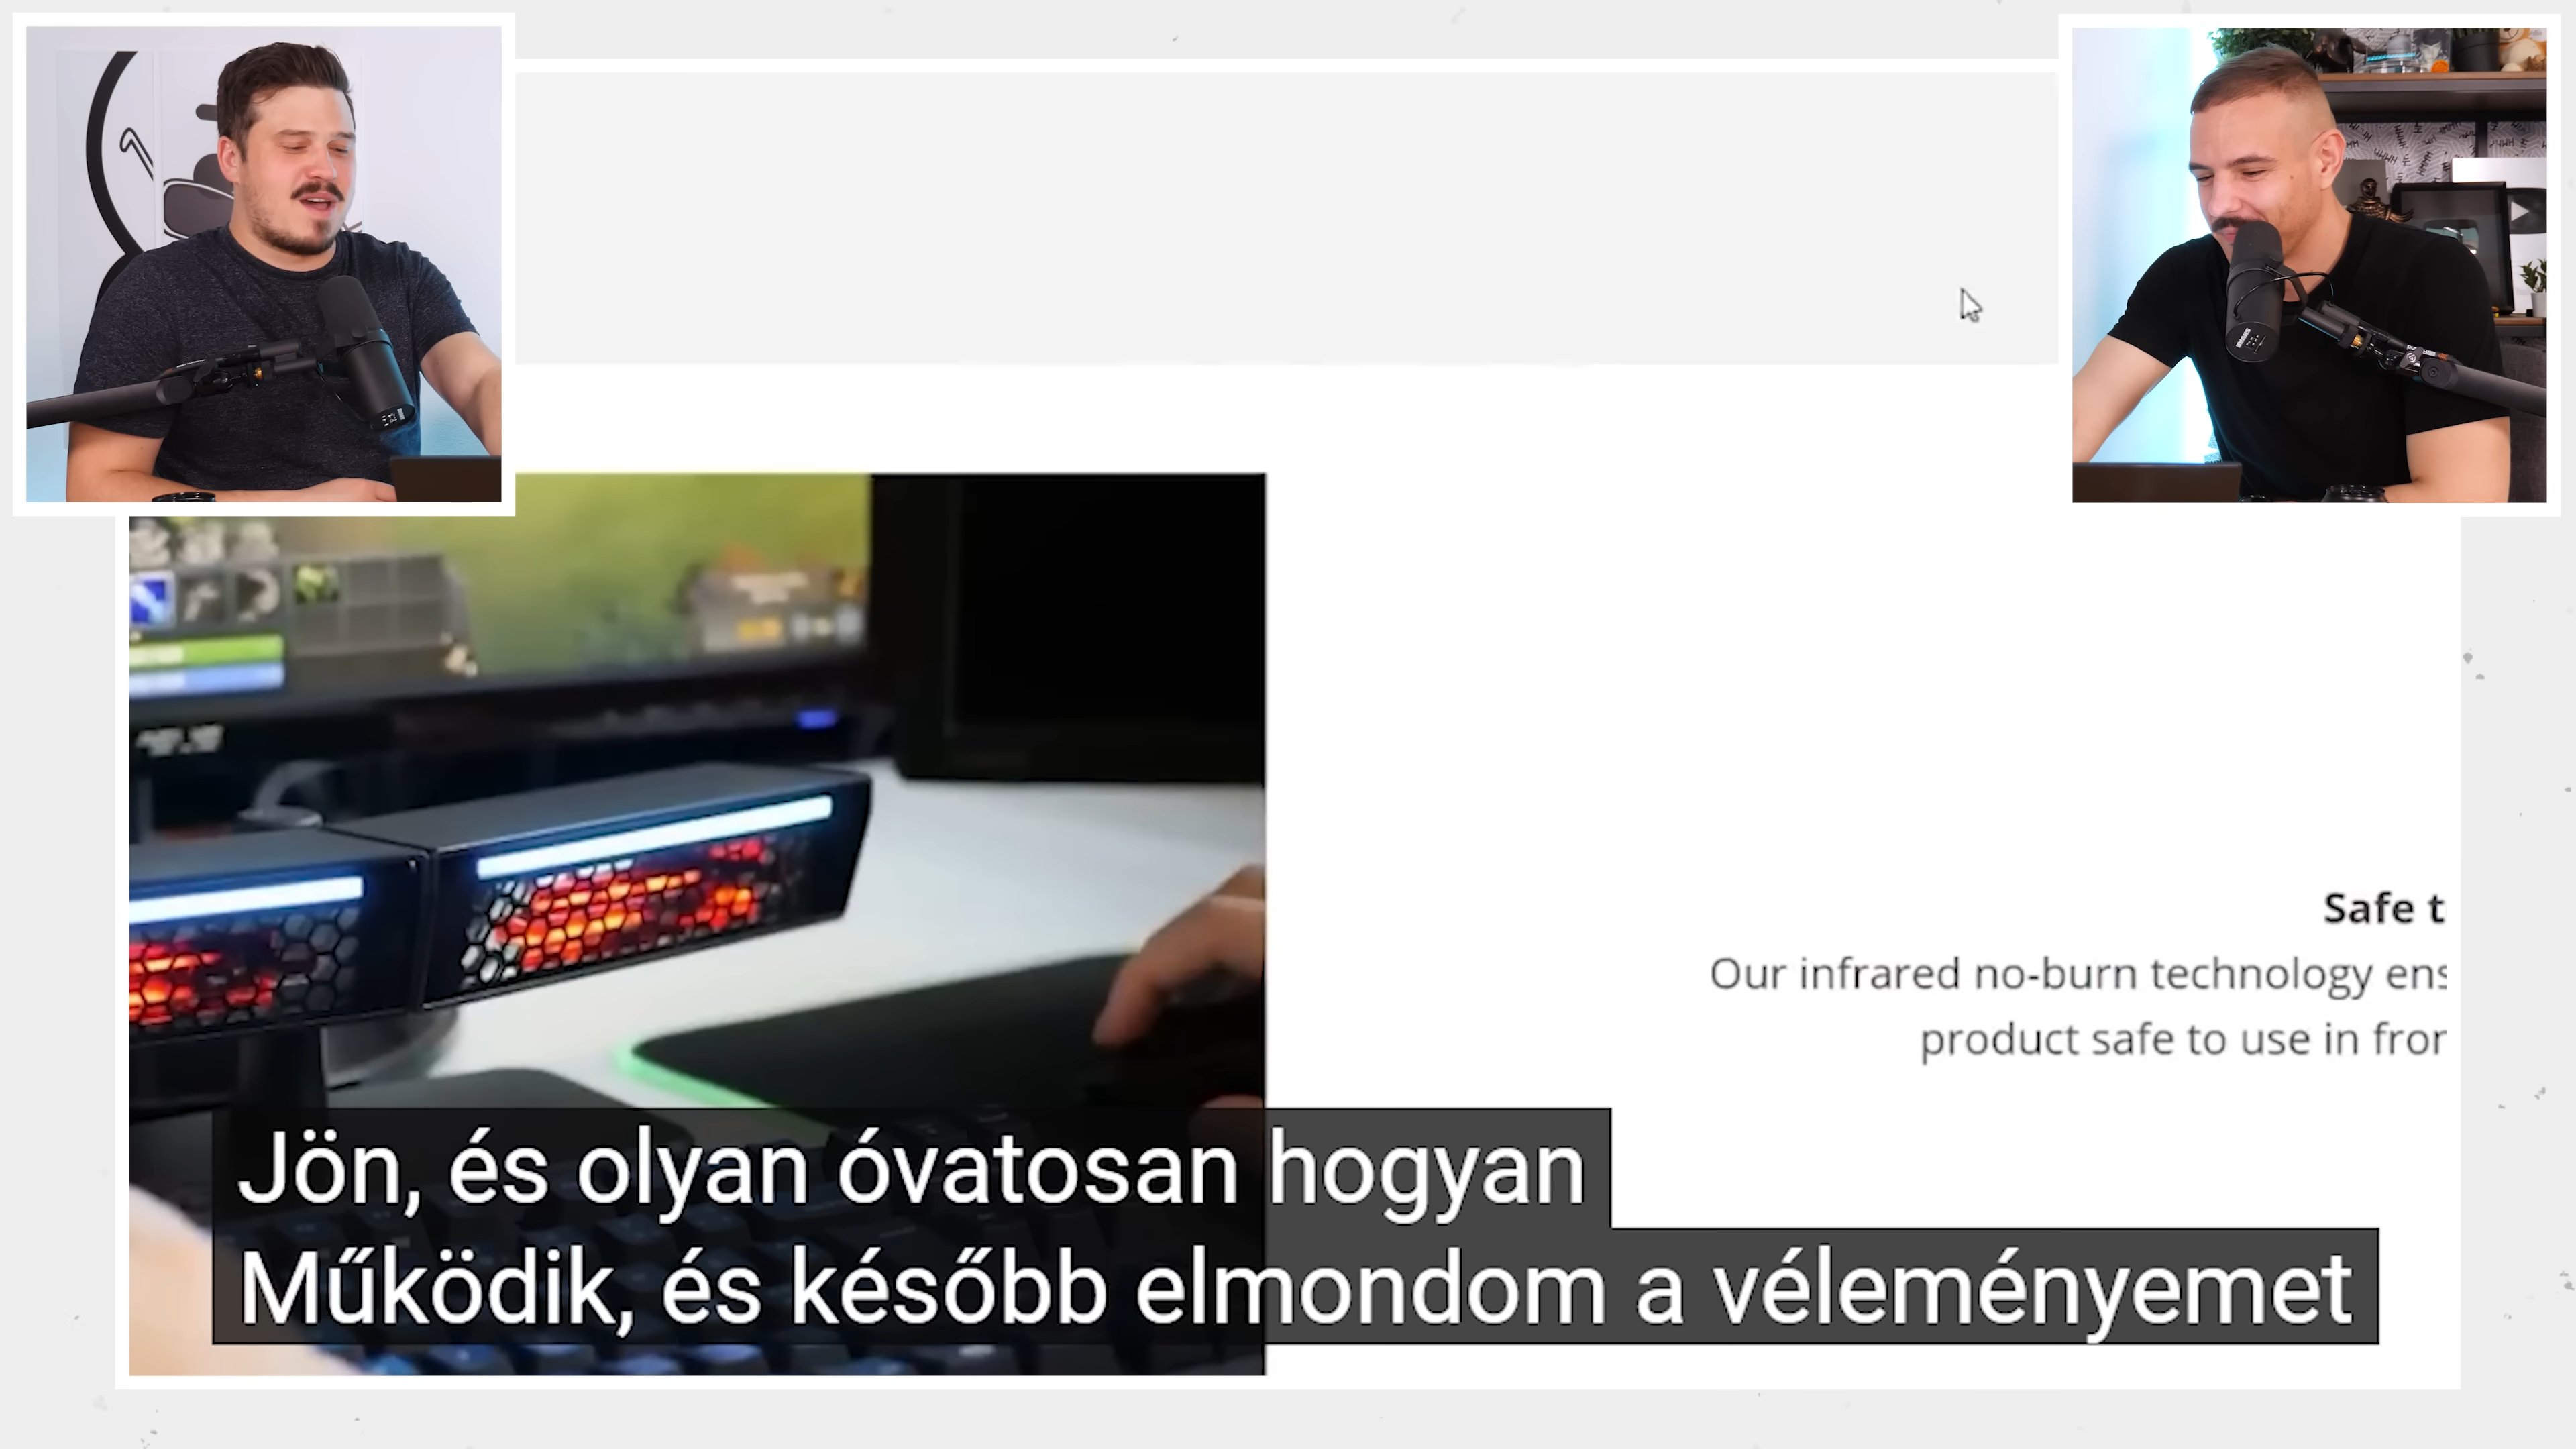 Safe t
Our infrared no-burn technology ens
product safe to use in fror
Jön, és olyan óvatosan hogyan
Működik, és később elmondom a véleményemet